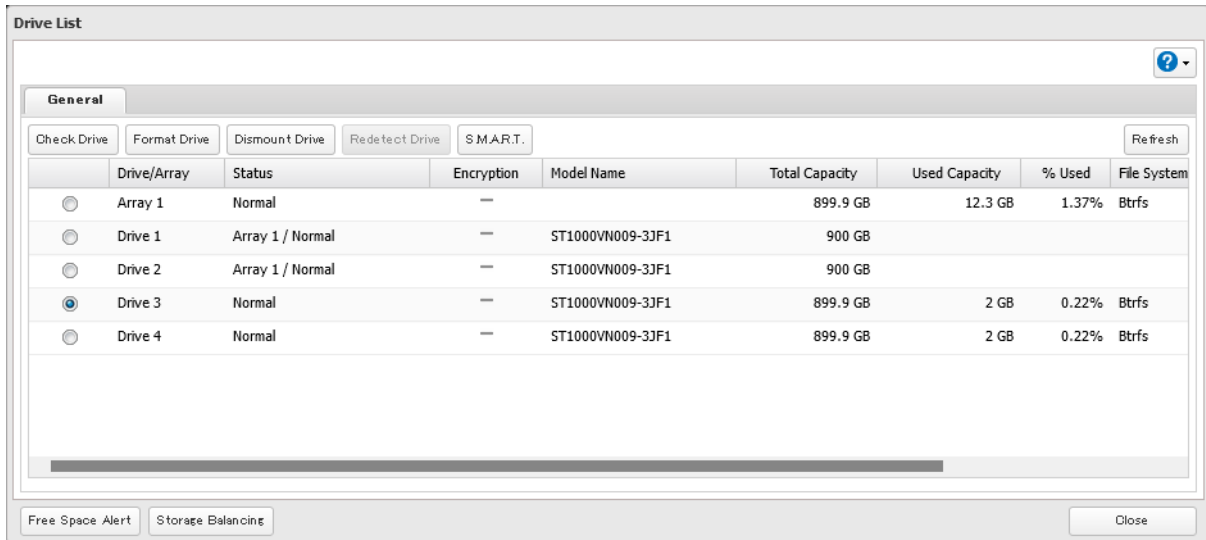 Drive List
?
General
Check Drive Format Drive Dismount Drive Redetect Drive S.M.A.R.T. Refresh
Drive/Array Status Encryption Model Name Total Capacity Used Capacity % Used File System
Array 1 Normal — 899.9 GB 12.3 GB 1.37% Btrfs
Drive 1 Array 1 / Normal — ST1000VN009-3JF1 900 GB
Drive 2 Array 1 / Normal — ST1000VN009-3JF1 900 GB
Drive 3 Normal — ST1000VN009-3JF1 899.9 GB 2 GB 0.22% Btrfs
Drive 4 Normal — ST1000VN009-3JF1 899.9 GB 2 GB 0.22% Btrfs
Free Space Alert Storage Balancing Close